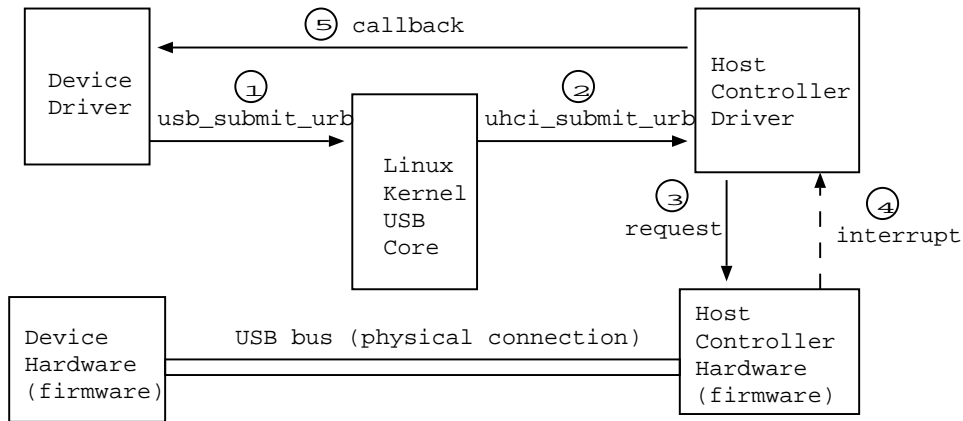 5 callback
Device
Driver
1
usb_submit_urb
2
uhci_submit_urb
Host
Controller
Driver
Linux
Kernel
USB
Core
3
request
4
interrupt
Device
Hardware
(firmware)
USB bus (physical connection)
Host
Controller
Hardware
(firmware)